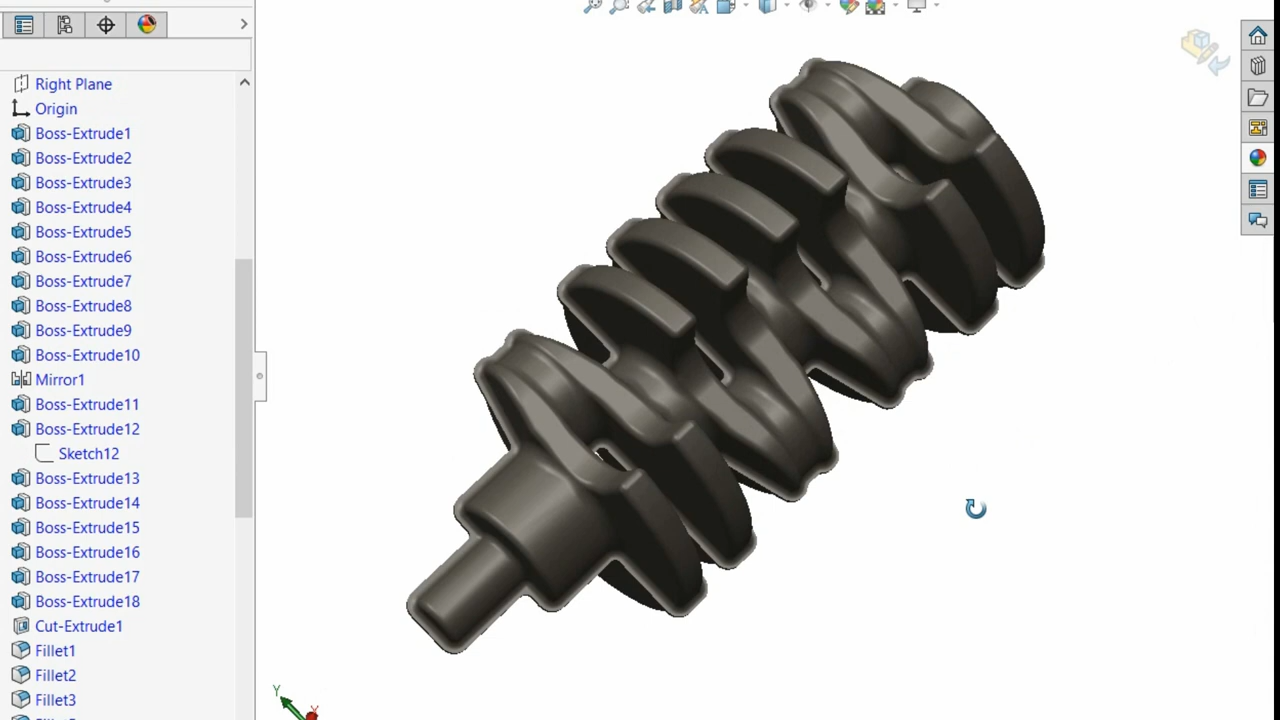 Right Plane
Origin
Boss-Extrude1
Boss-Extrude2
Boss-Extrude3
Boss-Extrude4
Boss-Extrude5
Boss-Extrude6
Boss-Extrude7
Boss-Extrude8
Boss-Extrude9
Boss-Extrude10
Mirror1
Boss-Extrude11
Boss-Extrude12
Sketch12
Boss-Extrude13
Boss-Extrude14
Boss-Extrude15
Boss-Extrude16
Boss-Extrude17
Boss-Extrude18
Cut-Extrude1
Fillet1
Fillet2
Fillet3
Y